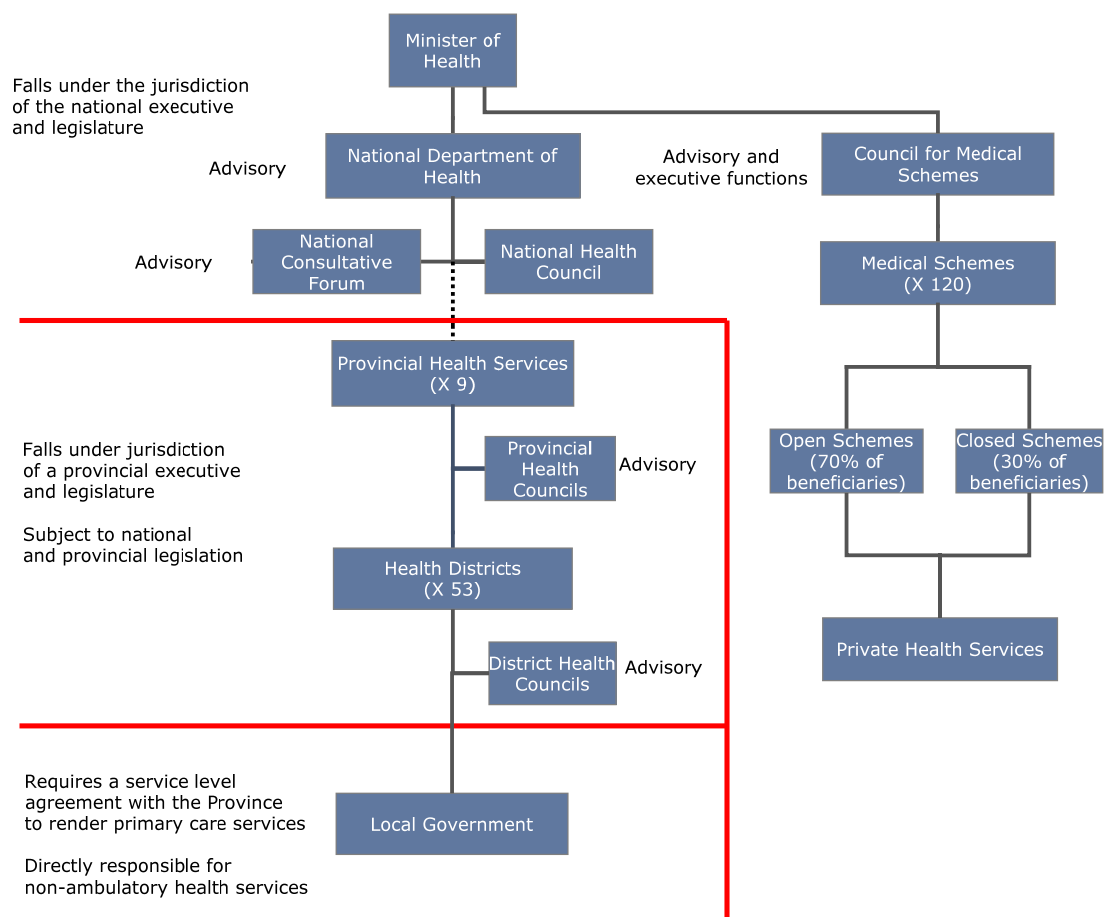 Minister of
Health
Falls under the jurisdiction
of the national executive
and legislature
Advisory
National Department of
Health
Advisory and
executive functions
Council for Medical
Schemes
Advisory
National
Consultative
Forum
National Health
Council
Medical Schemes
(X 120)
Provincial Health Services
(X 9)
Falls under jurisdiction
of a provincial executive
and legislature
Subject to national
and provincial legislation
Provincial
Health
Councils
Advisory
Open Schemes
(70% of
beneficiaries)
Closed Schemes
(30% of
beneficiaries)
Health Districts
(X 53)
District Health
Councils
Advisory
Private Health Services
Requires a service level
agreement with the Province
to render primary care services
Directly responsible for
non-ambulatory health services
Local Government